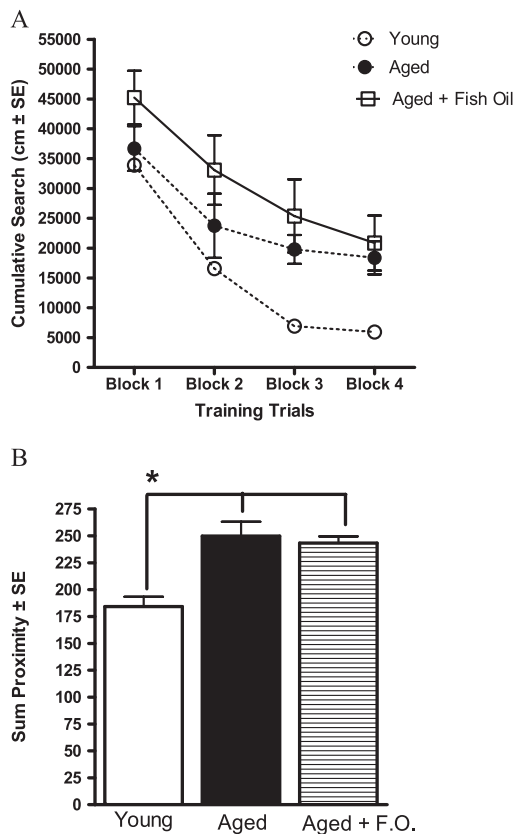 A
Cumulative Search (cm ± SE)
55000
50000
45000
40000
35000
30000
25000
20000
15000
10000
5000
0
Young
Aged
Aged + Fish Oil
Block 1 Block 2 Block 3 Block 4
Training Trials
B
Sum Proximity ± SE
*
275
250
225
200
175
150
125
100
75
50
25
0
Young Aged Aged + F.O.